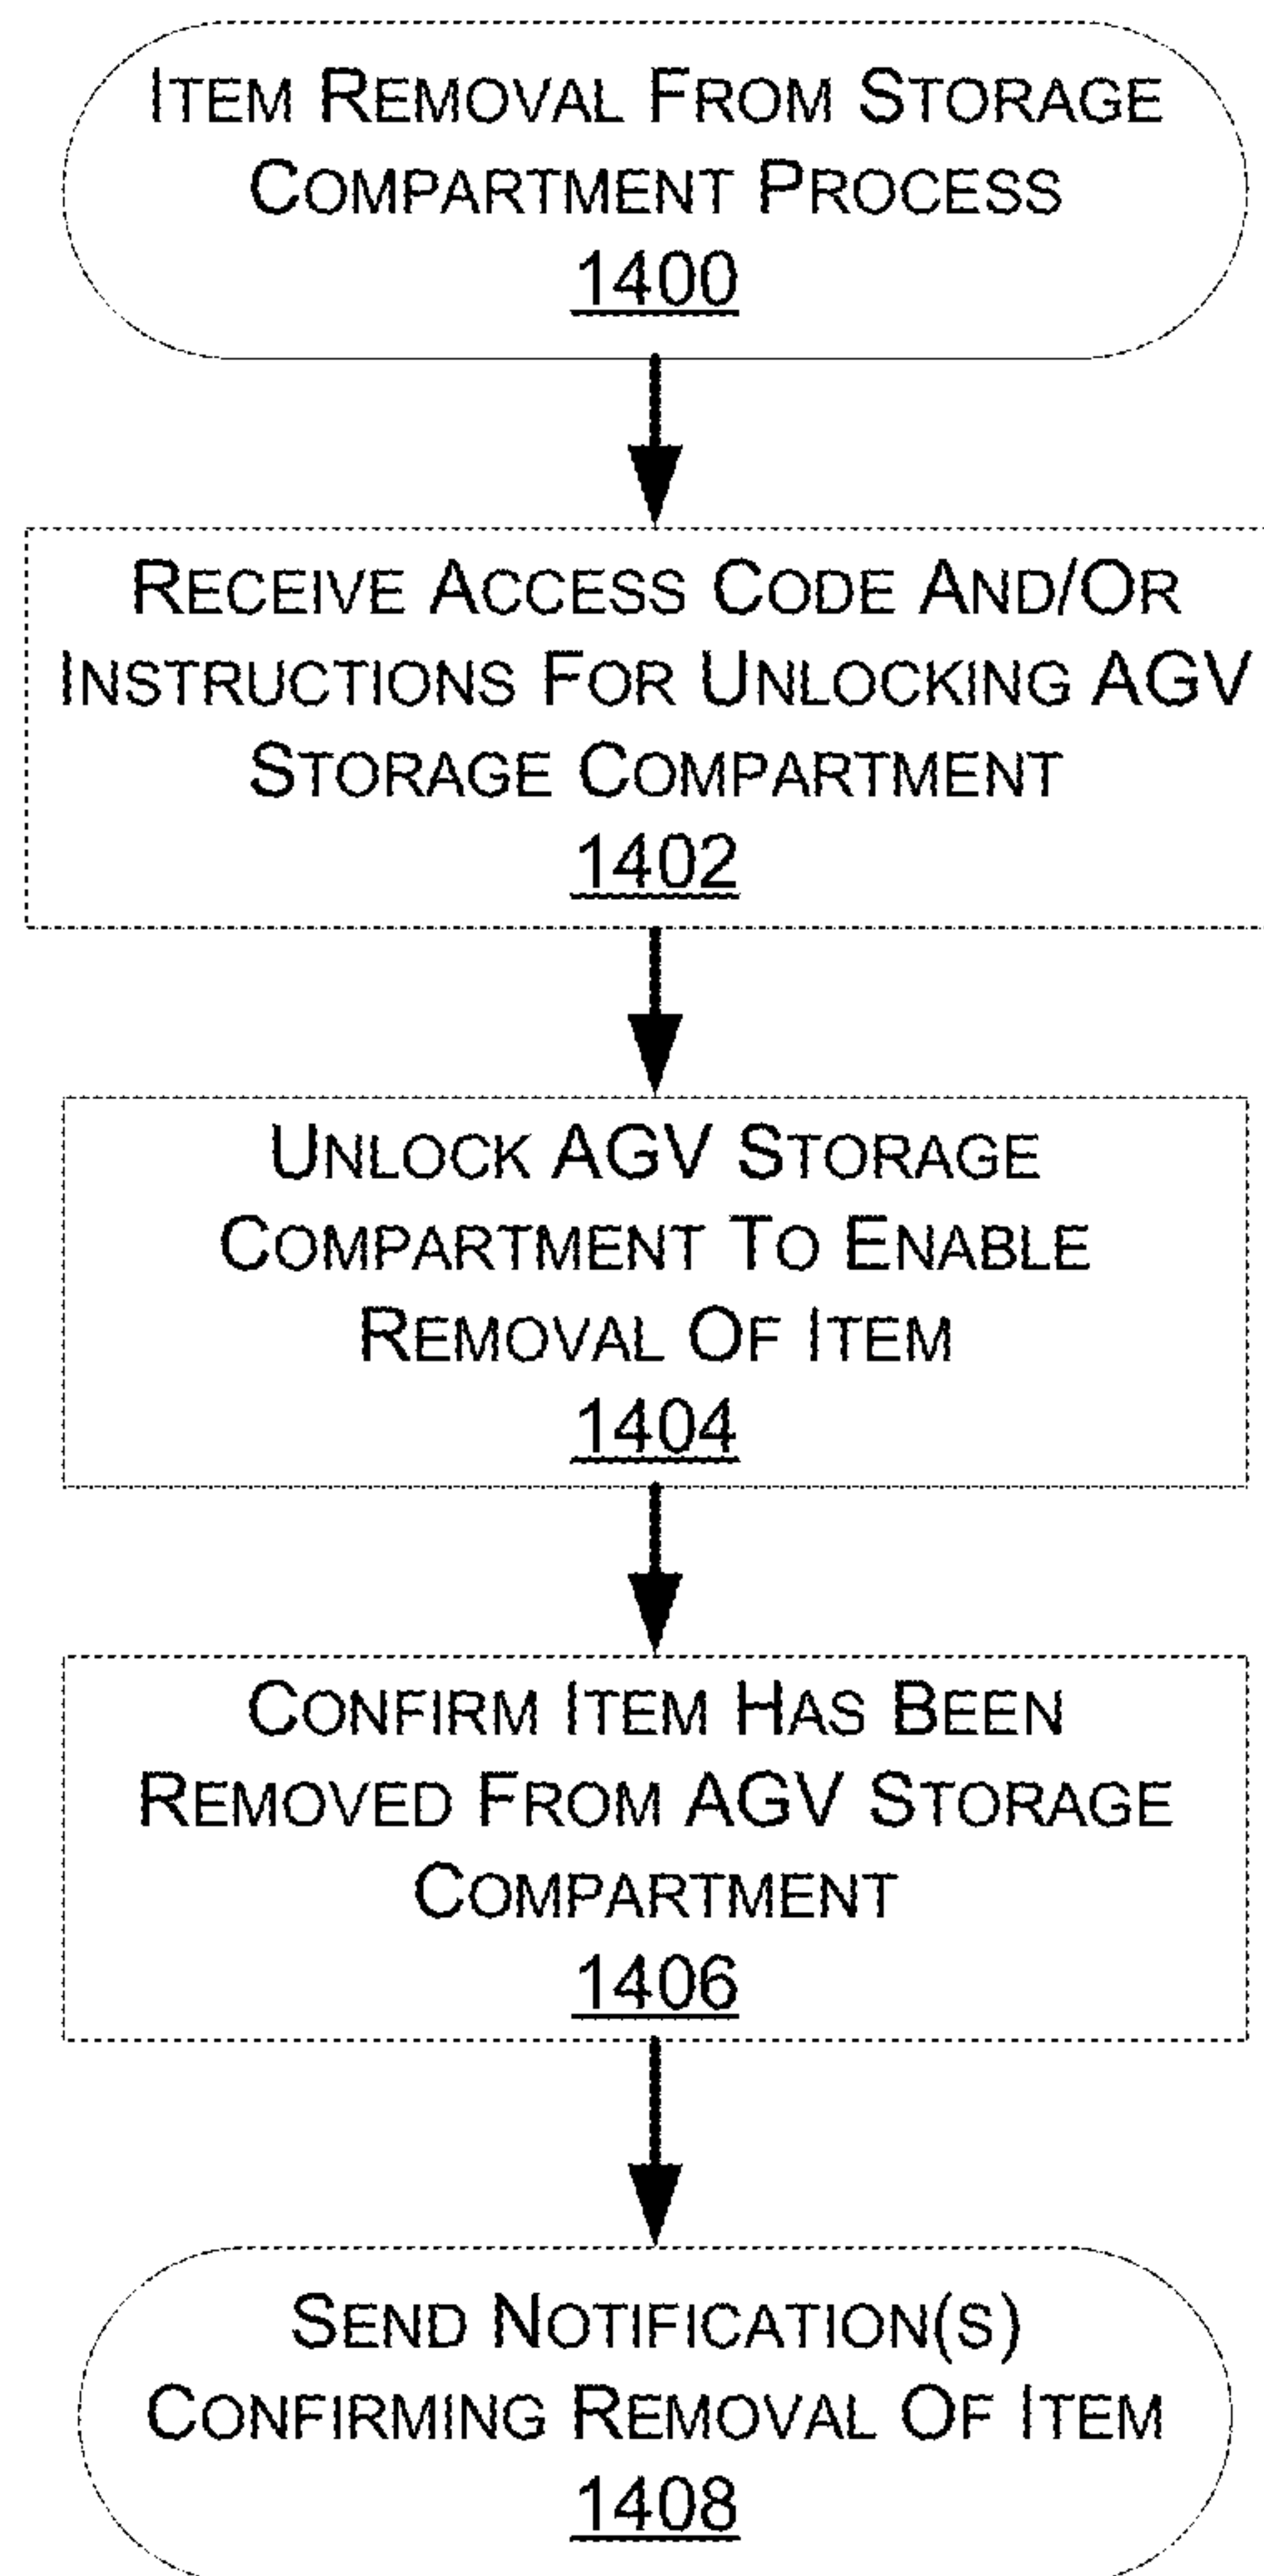 ITEM REMOVAL FROM STORAGE
COMPARTMENT PROCESS
1400
RECEIVE ACCESS CODE AND/OR
INSTRUCTIONS FOR UNLOCKING AGV
STORAGE COMPARTMENT
1402
UNLOCK AGV STORAGE
COMPARTMENT TO ENABLE
REMOVAL OF ITEM
1404
CONFIRM ITEM HAS BEEN
REMOVED FROM AGV STORAGE
COMPARTMENT
1406
SEND NOTIFICATION(S)
CONFIRMING REMOVAL OF ITEM
1408